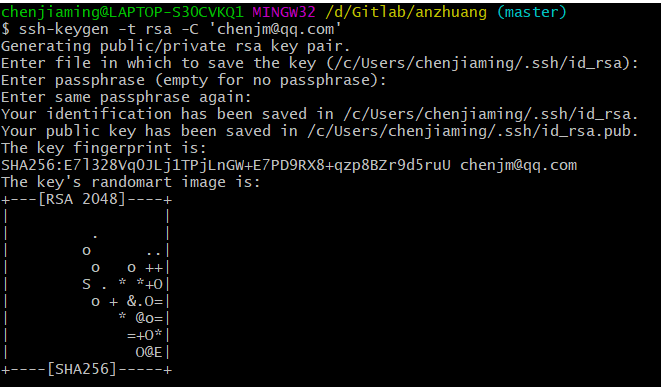 chenjiaming@LAPTOP-S30CVKQ1 MINGW32 /d/Gitlab/anzhuang (master)
$ ssh-keygen -t rsa -C 'chenjm@qq.com'
Generating public/private rsa key pair.
Enter file in which to save the key (/c/Users/chenjiaming/.ssh/id_rsa):
Enter passphrase (empty for no passphrase):
Enter same passphrase again:
Your identification has been saved in /c/Users/chenjiaming/.ssh/id_rsa.
Your public key has been saved in /c/Users/chenjiaming/.ssh/id_rsa.pub.
The key fingerprint is:
SHA256:E7l328VqOJLj1TPjLnGW+E7PD9RX8+qzp8BZr9d5ruU chenjm@qq.com
The key's randomart image is:
+---[RSA 2048]----+
|                 |
|          .      |
|         o     ..|
|          o   o ++|
|         S . * *+O|
|          o + &.O=|
|             * @o=|
|              =+O*|
|               O@E|
+----[SHA256]-----+